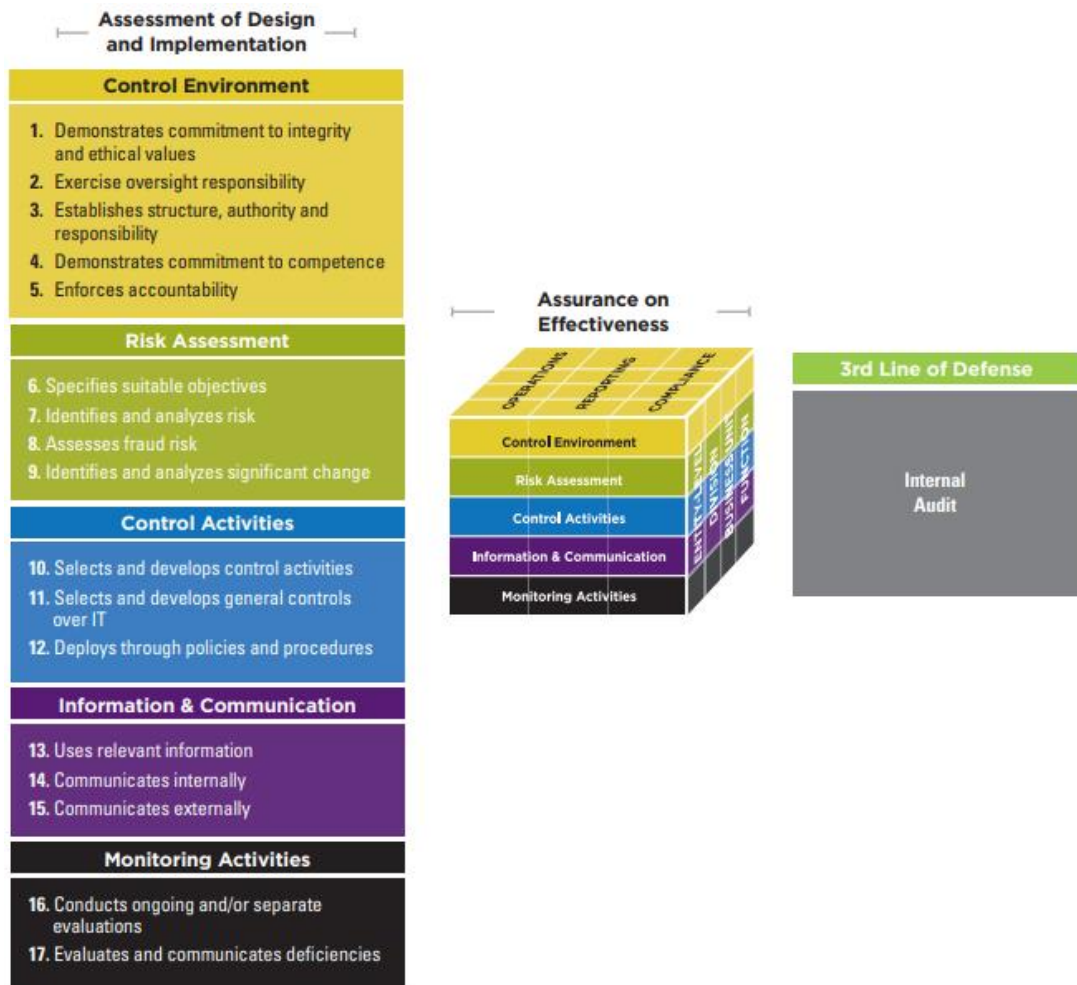 Assessment of Design
and Implementation
Control Environment
1. Demonstrates commitment to integrity
and ethical values
2. Exercise oversight responsibility
3. Establishes structure, authority and
responsibility
4. Demonstrates commitment to competence
5. Enforces accountability
Risk Assessment
6. Specifies suitable objectives
7. Identifies and analyzes risk
8. Assesses fraud risk
9. Identifies and analyzes significant change
Control Activities
10. Selects and develops control activities
11. Selects and develops general controls
over IT
12. Deploys through policies and procedures
Information & Communication
13. Uses relevant information
14. Communicates internally
15. Communicates externally
Monitoring Activities
16. Conducts ongoing and/or separate
evaluations
17. Evaluates and communicates deficiencies
Assurance on
Effectiveness
OPERATIONS
REPORTING
COMPLIANCE
Control Environment
Risk Assessment
Control Activities
Information & Communication
Monitoring Activities
ENTITY-LEVEL
DIVISION
BUSINESS UNIT
FUNCTION
3rd Line of Defense
Internal
Audit